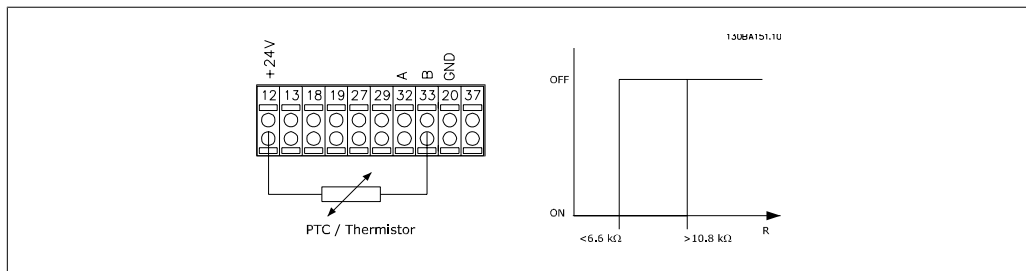 130BA151.10
+24V
A
B
GND
12 13 18 19 27 29 32 33 20 37
PTC / Thermistor
OFF
ON
<6.6 kΩ
>10.8 kΩ
R